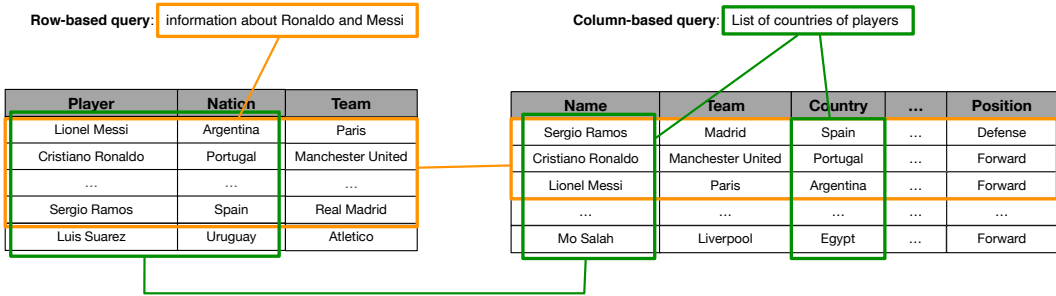 Row-based query: information about Ronaldo and Messi
Column-based query: List of countries of players
Player Nation Team
Lionel Messi Argentina Paris
Cristiano Ronaldo Portugal Manchester United
... ... ...
Sergio Ramos Spain Real Madrid
Luis Suarez Uruguay Atletico
Name Team Country ... Position
Sergio Ramos Madrid Spain ... Defense
Cristiano Ronaldo Manchester United Portugal ... Forward
Lionel Messi Paris Argentina ... Forward
... ... ... ... ...
Mo Salah Liverpool Egypt ... Forward